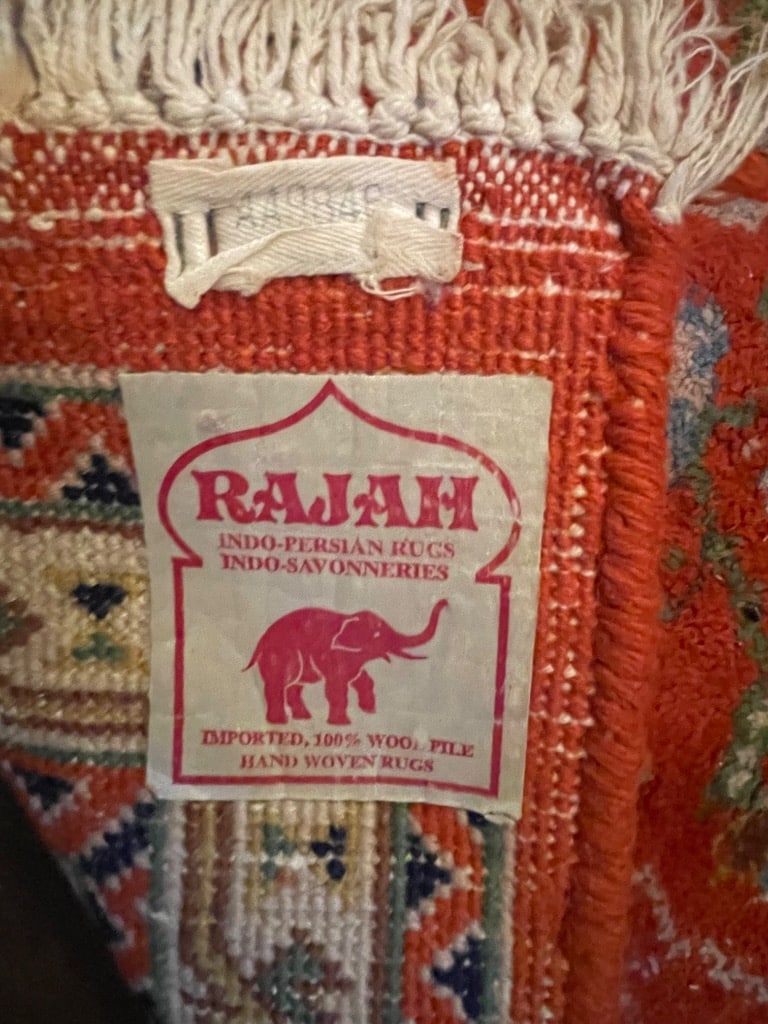 RAJAH
INDO-PERSIAN RUGS
INDO-SAVONNERIES
IMPORTED, 100% WOOL PILE
HAND WOVEN RUGS